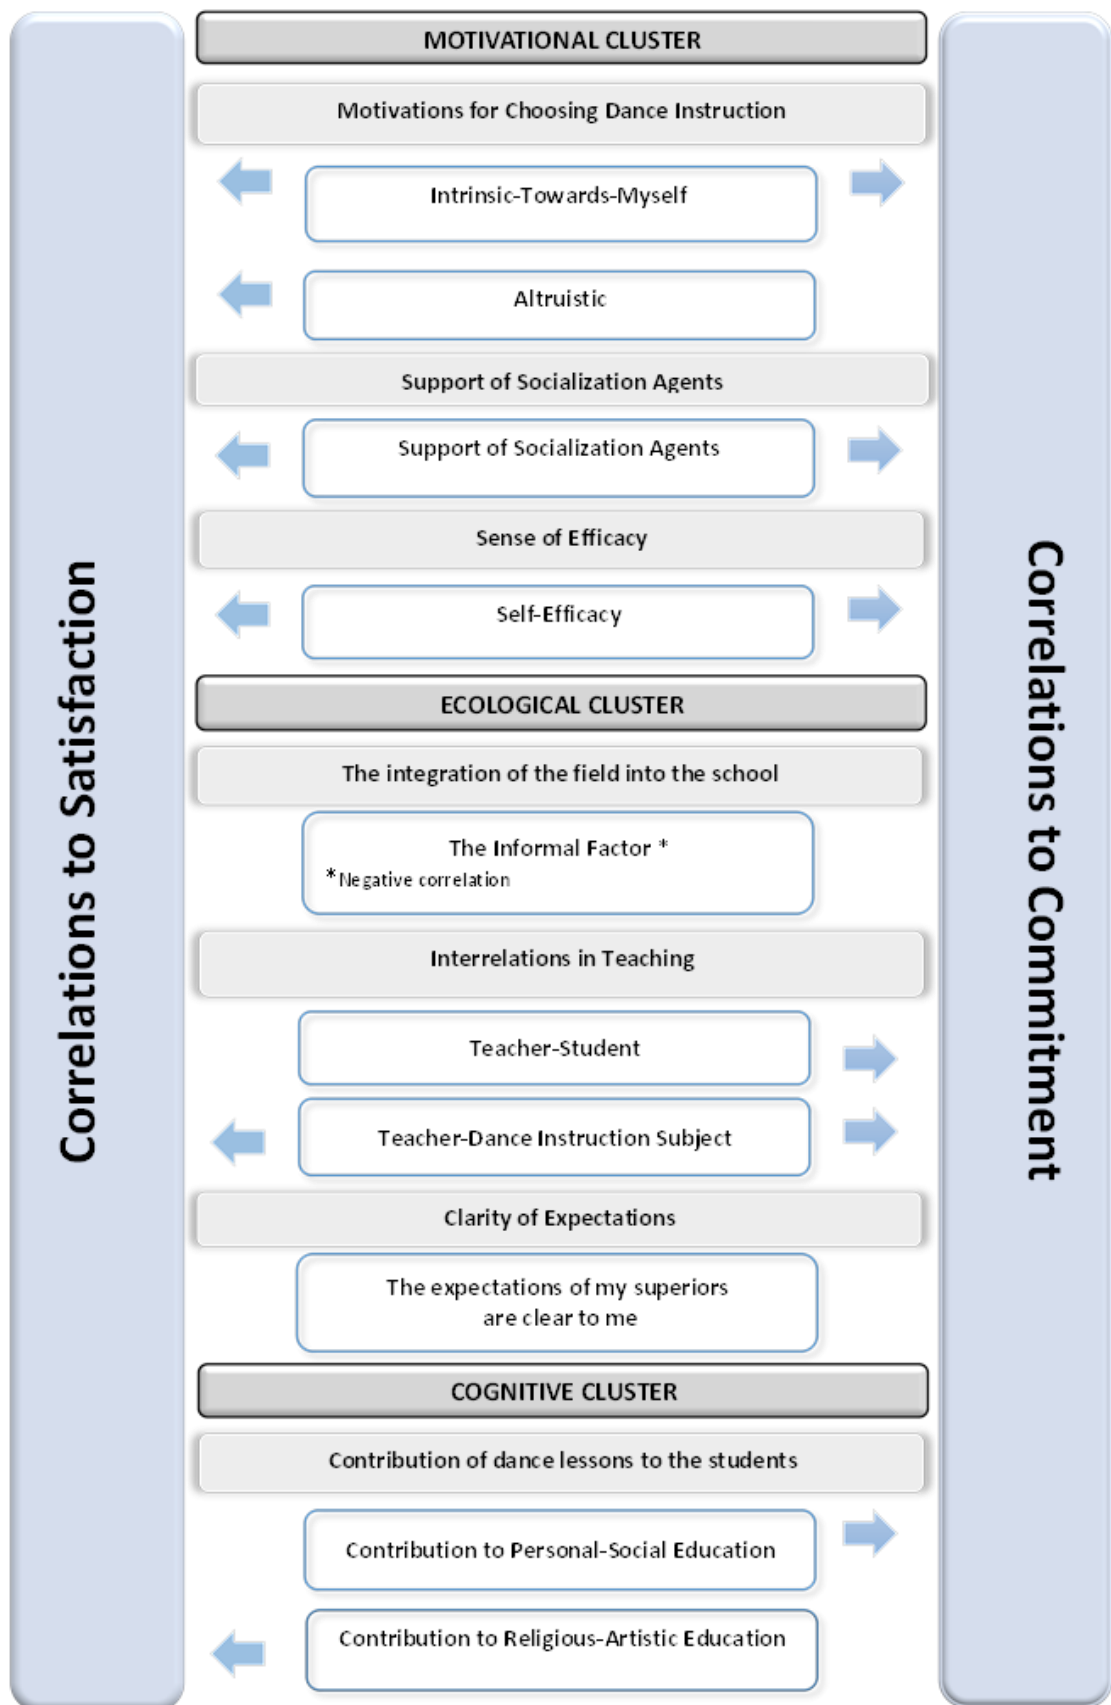 Correlations to Satisfaction
MOTIVATIONAL CLUSTER
Motivations for Choosing Dance Instruction
Intrinsic-Towards-Myself
Altruistic
Support of Socialization Agents
Support of Socialization Agents
Sense of Efficacy
Self-Efficacy
ECOLOGICAL CLUSTER
The integration of the field into the school
The Informal Factor *
*Negative correlation
Interrelations in Teaching
Teacher-Student
Teacher-Dance Instruction Subject
Clarity of Expectations
The expectations of my superiors
are clear to me
COGNITIVE CLUSTER
Contribution of dance lessons to the students
Contribution to Personal-Social Education
Contribution to Religious-Artistic Education
Correlations to Commitment